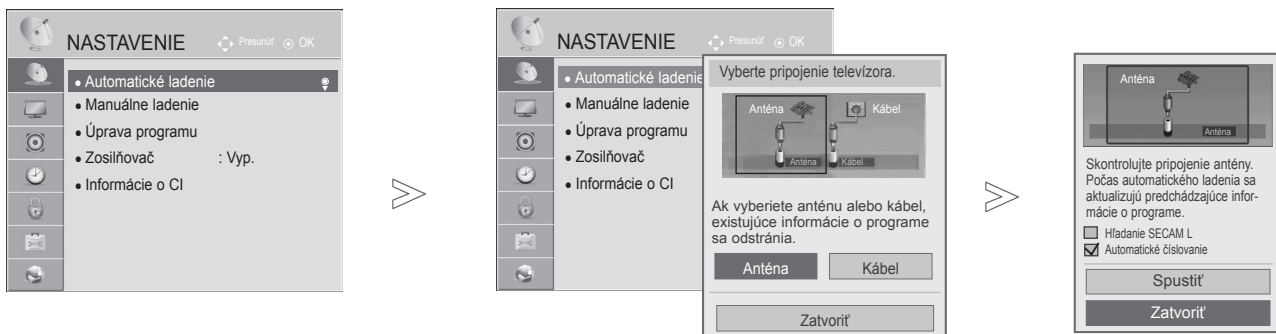 NASTAVENIE
Presunúť OK
• Automatické ladenie
• Manuálne ladenie
• Úprava programu
• Zosilňovač : Vyp.
• Informácie o CI
NASTAVENIE
Presunúť OK
• Automatické ladenie
• Manuálne ladenie
• Úprava programu
• Zosilňovač
• Informácie o CI
Vyberte pripojenie televízora.
Anténa Kábel
Anténa Kábel
Ak vyberiete anténu alebo kábel,
existujúce informácie o programe
sa odstránia.
Anténa Kábel
Zatvoriť
Anténa
Anténa
Skontrolujte pripojenie antény.
Počas automatického ladenia sa
aktualizujú predchádzajúce infor-
mácie o programe.
Hľadanie SECAM L
Automatické číslovanie
Spustiť
Zatvoriť